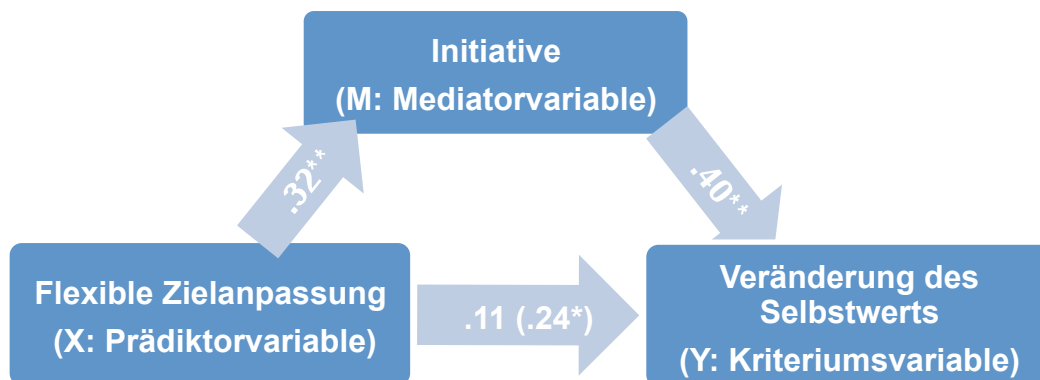 Initiative
(M: Mediatorvariable)
.32**
.40**
Flexible Zielanpassung
(X: Prädiktorvariable)
.11 (.24*)
Veränderung des
Selbstwerts
(Y: Kriteriumsvariable)